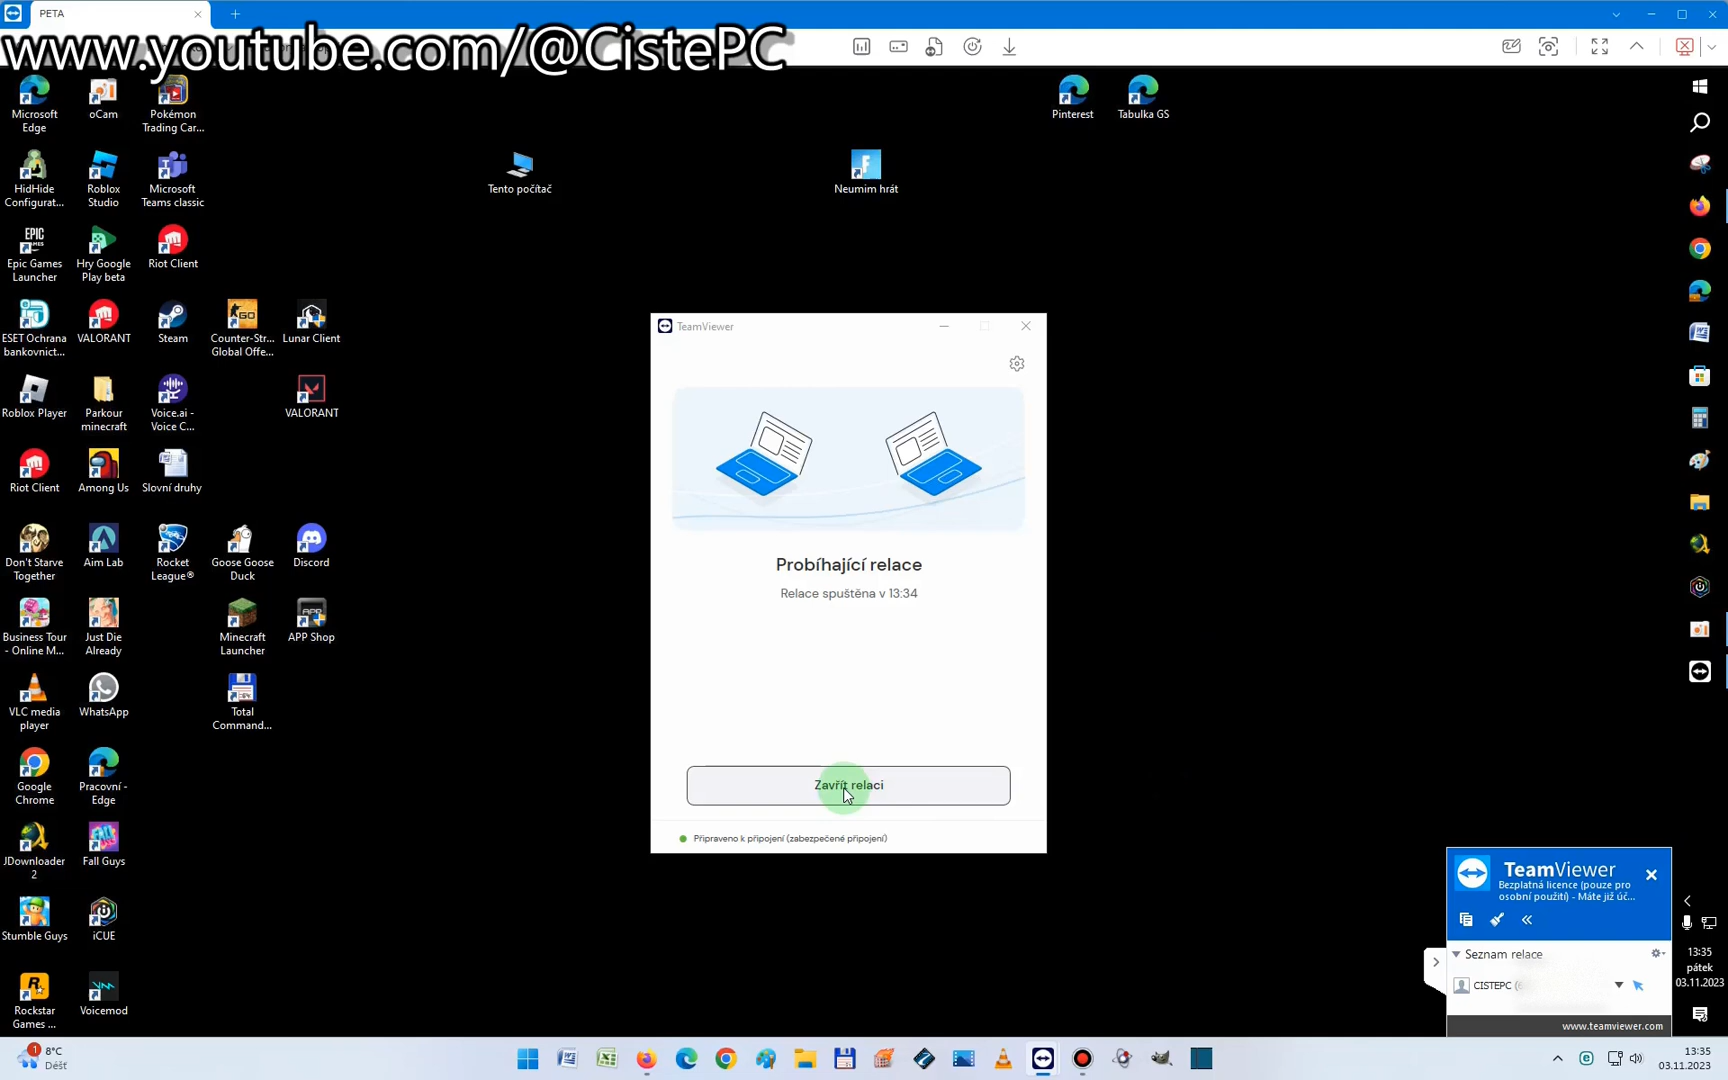 PETA
www.youtube.com/@CistePC
Microsoft
Edge
oCam
Pokémon
Trading Car...
Pinterest
Tabulka GS
HidHide
Configurat...
Roblox
Studio
Microsoft
Teams classic
Tento počítač
Neumim hrát
Epic Games
Launcher
Hry Google
Play beta
Riot Client
ESET Ochrana
bankovnict...
VALORANT
Steam
Counter-Str...
Global Offe...
Lunar Client
TeamViewer
Roblox Player
Parkour
minecraft
Voice.ai -
Voice C...
VALORANT
Riot Client
Among Us
Slovní druhy
Don't Starve
Together
Aim Lab
Rocket
League®
Goose Goose
Duck
Discord
Probíhající relace
Relace spuštěna v 13:34
Business Tour
- Online M...
Just Die
Already
Minecraft
Launcher
APP Shop
VLC media
player
WhatsApp
Total
Command...
Google
Chrome
Pracovní -
Edge
Zavřít relaci
JDownloader
2
Fall Guys
Připraveno k připojení (zabezpečené připojení)
TeamViewer
Bezplatná licence (pouze pro
osobní použití) - Máte již úč...
Stumble Guys
iCUE
Seznam relace
CISTEPC
13:35
pátek
03.11.2023
Rockstar
Games ...
Voicemod
www.teamviewer.com
1
8°C
Déšť
13:35
03.11.2023